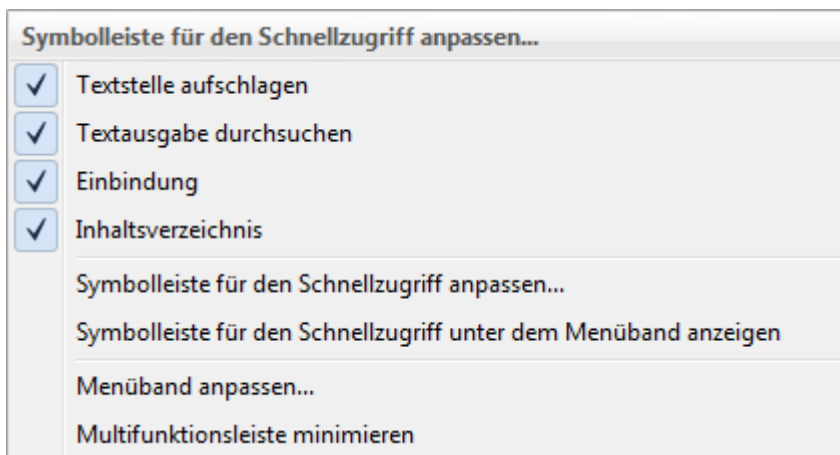 Symbolleiste für den Schnellzugriff anpassen...
Textstelle aufschlagen
Textausgabe durchsuchen
Einbindung
Inhaltsverzeichnis
Symbolleiste für den Schnellzugriff anpassen...
Symbolleiste für den Schnellzugriff unter dem Menüband anzeigen
Menüband anpassen...
Multifunktionsleiste minimieren